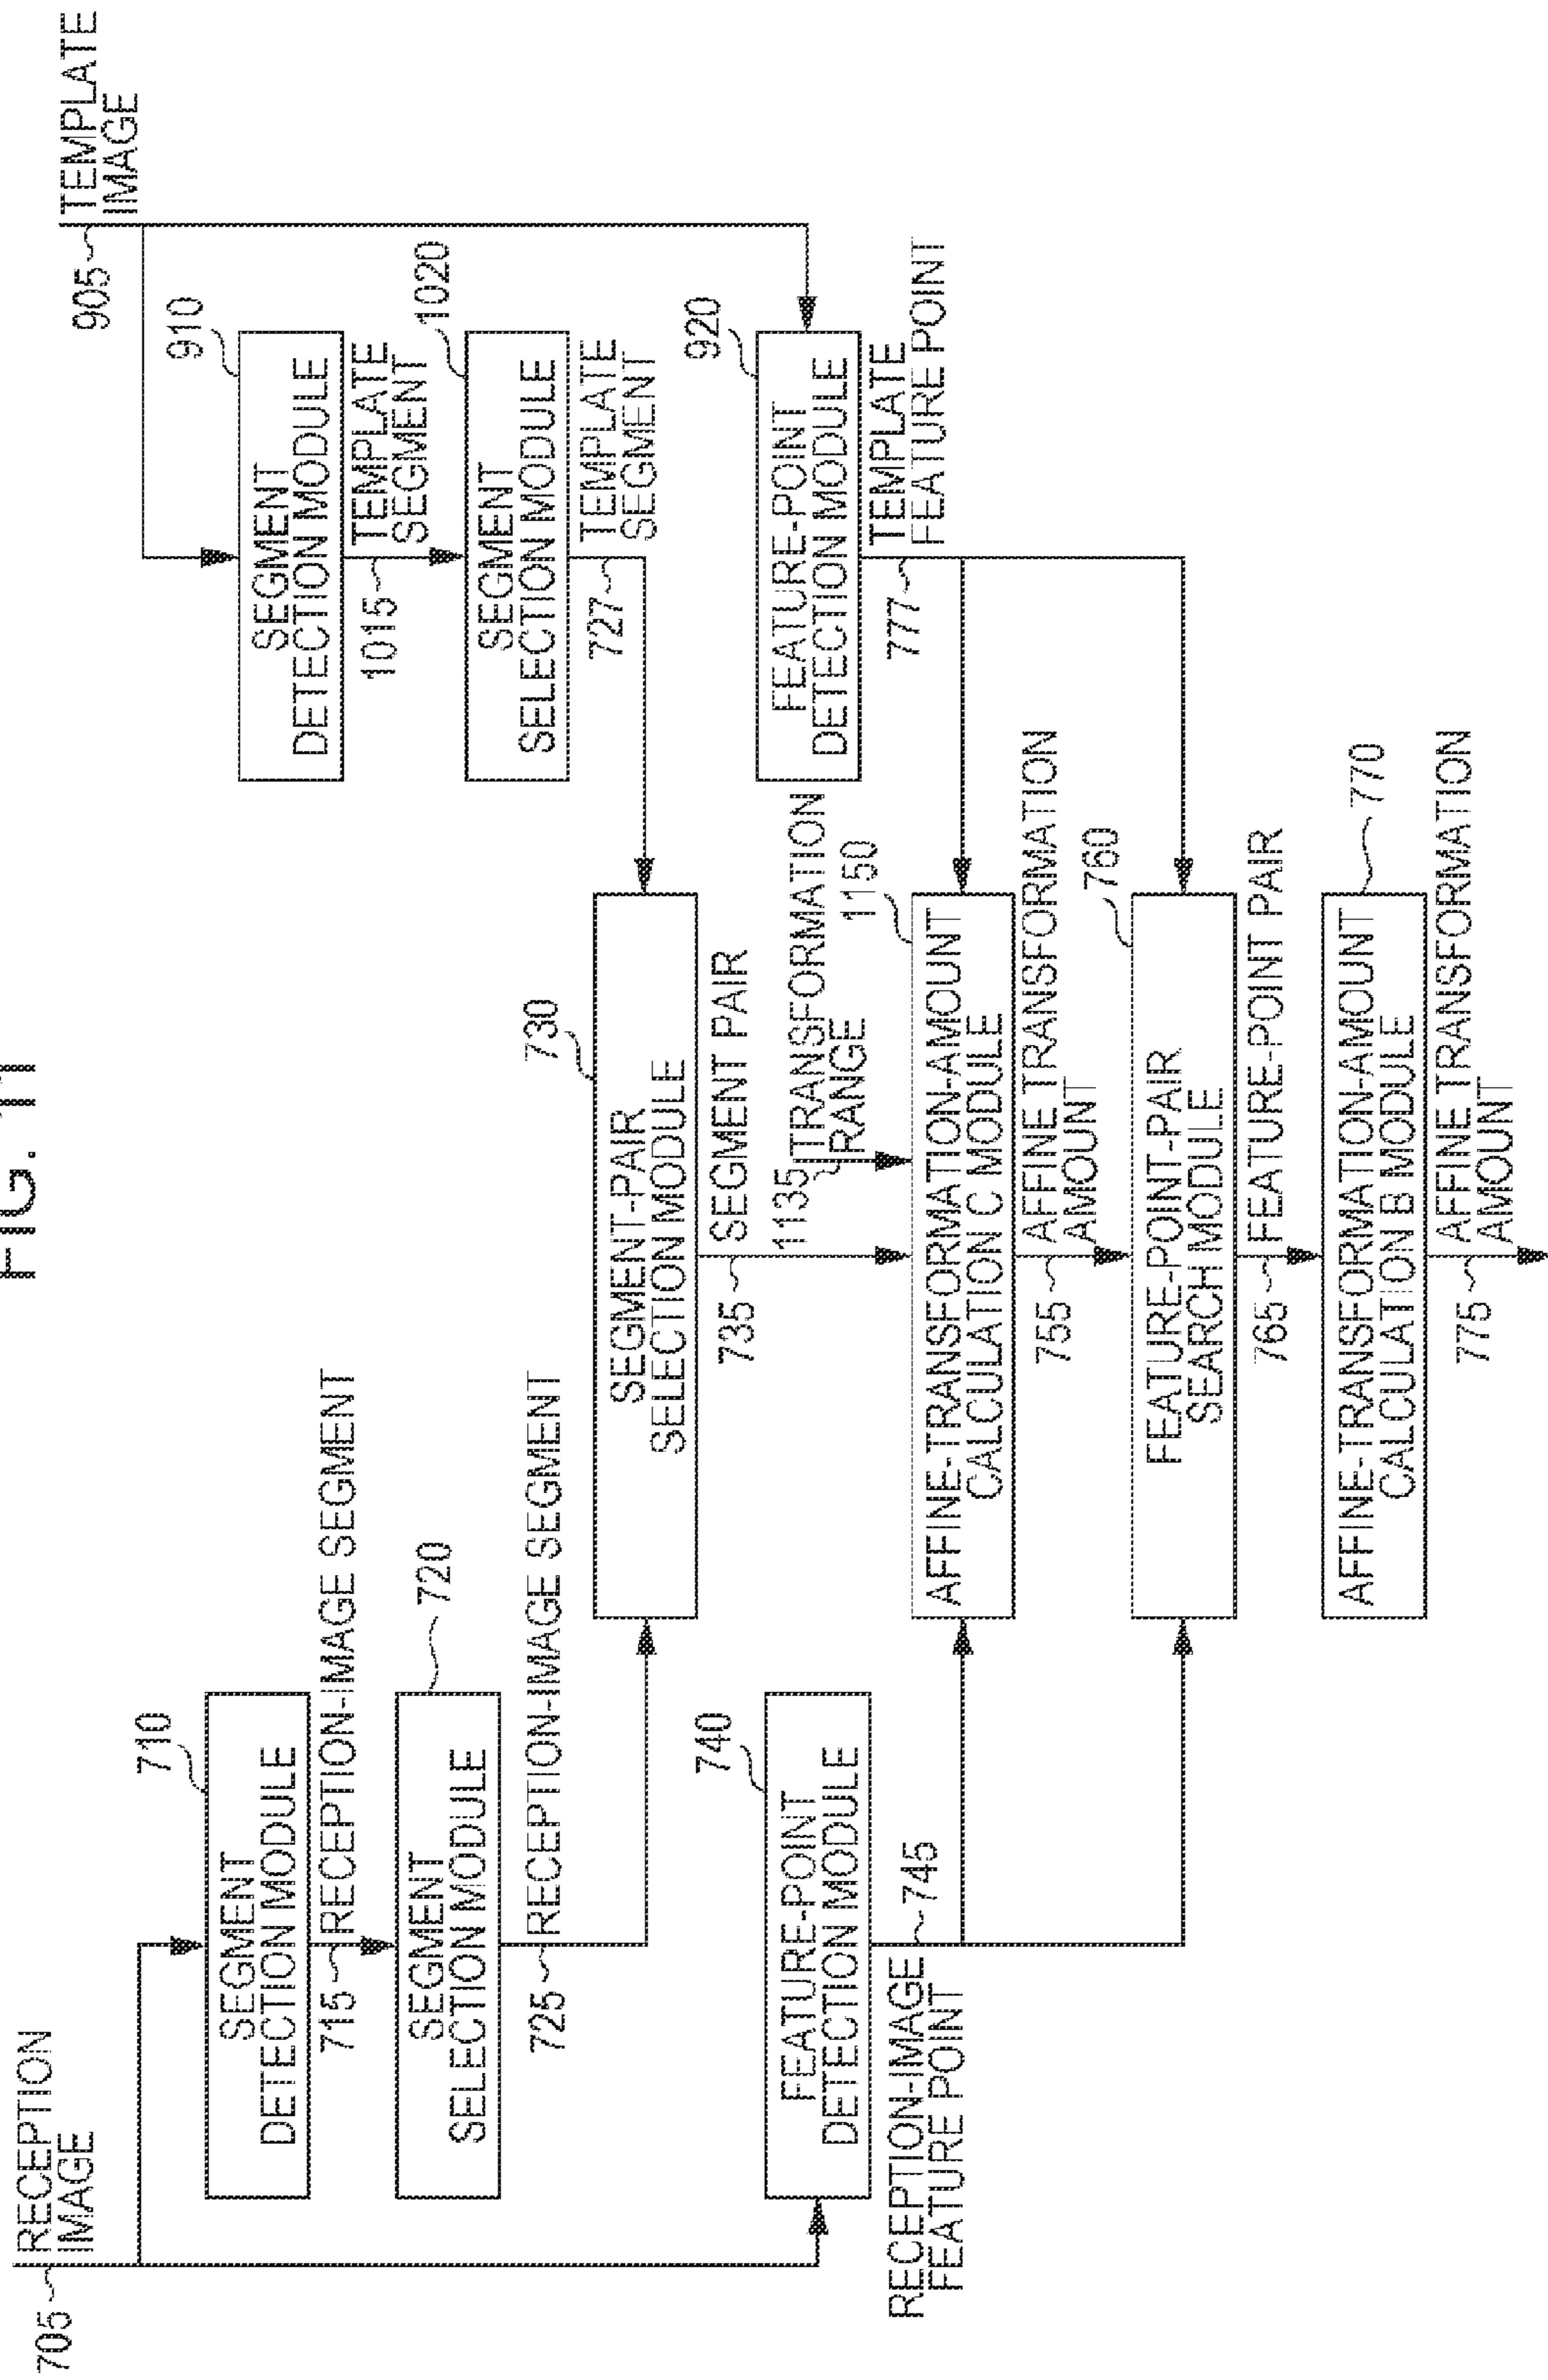 FIG. 11
RECEPTION
IMAGE
705
TEMPLATE
IMAGE
905
710
SEGMENT
DETECTION MODULE
715
RECEPTION-IMAGE SEGMENT
720
SEGMENT
SELECTION MODULE
725
RECEPTION-IMAGE SEGMENT
910
SEGMENT
DETECTION MODULE
1015
TEMPLATE
SEGMENT
1020
SEGMENT
SELECTION MODULE
727
TEMPLATE
SEGMENT
730
SEGMENT-PAIR
SELECTION MODULE
735
SEGMENT PAIR
740
FEATURE-POINT
DETECTION MODULE
RECEPTION-IMAGE
FEATURE POINT
745
920
FEATURE-POINT
DETECTION MODULE
777
TEMPLATE
FEATURE POINT
1135
TRANSFORMATION
RANGE
1150
AFFINE-TRANSFORMATION-AMOUNT
CALCULATION C MODULE
755
AFFINE TRANSFORMATION
AMOUNT
760
FEATURE-POINT-PAIR
SEARCH MODULE
765
FEATURE-POINT PAIR
770
AFFINE-TRANSFORMATION-AMOUNT
CALCULATION B MODULE
775
AFFINE TRANSFORMATION
AMOUNT